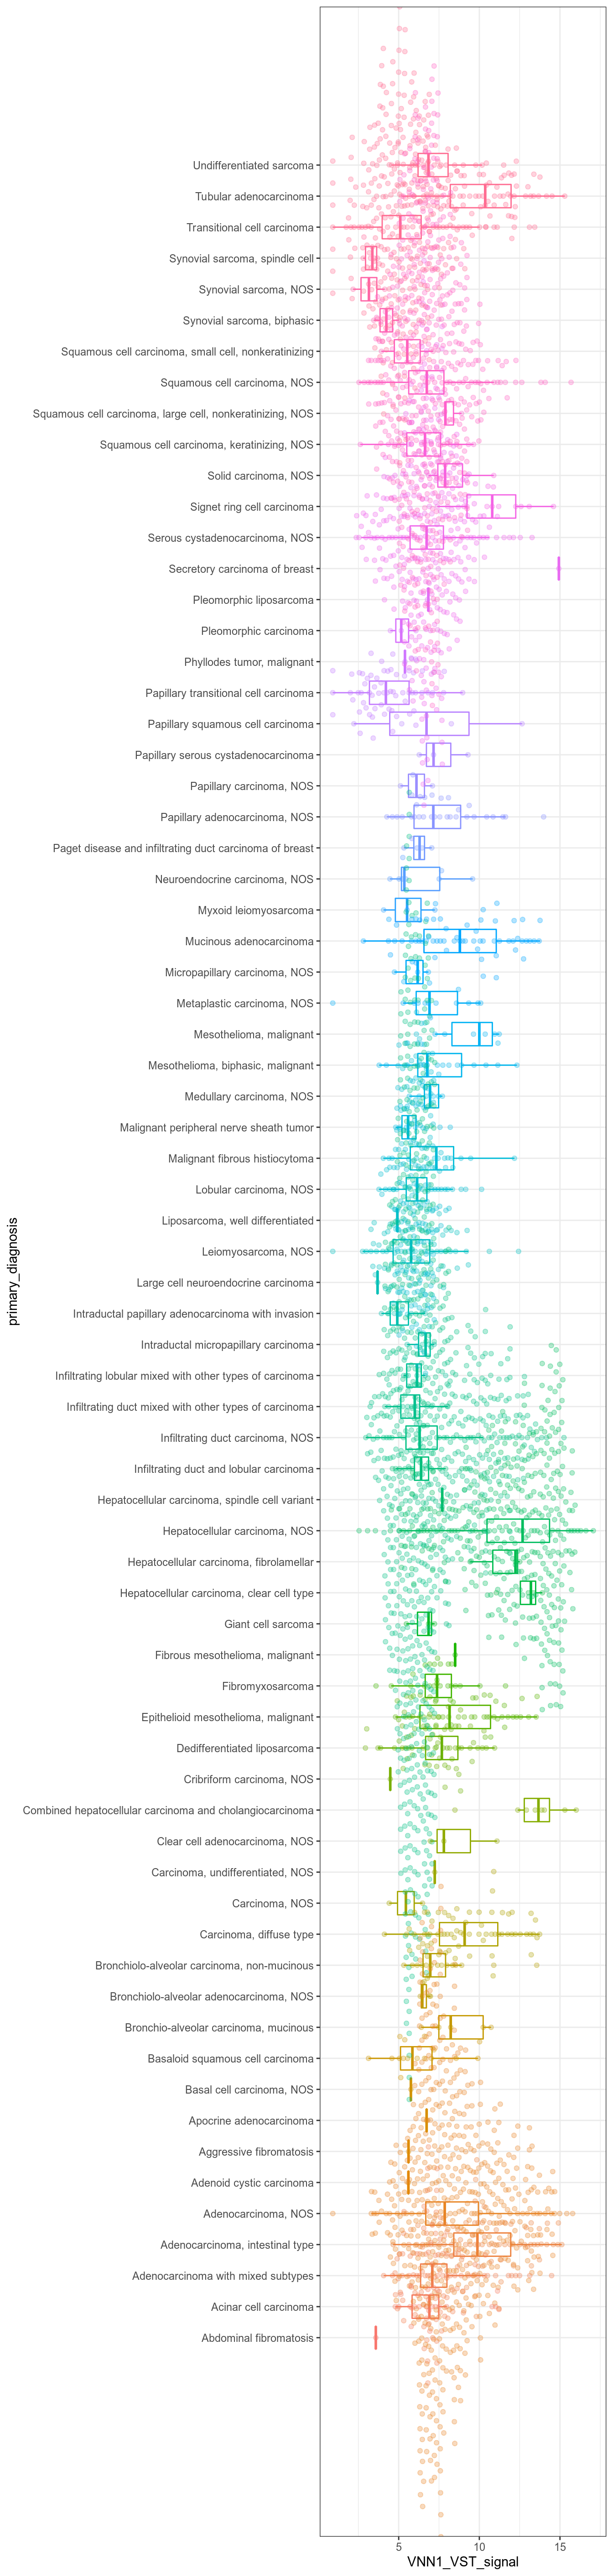 Undifferentiated sarcoma
Tubular adenocarcinoma
Transitional cell carcinoma
Synovial sarcoma, spindle cell
Synovial sarcoma, NOS
Synovial sarcoma, biphasic
Squamous cell carcinoma, small cell, nonkeratinizing
Squamous cell carcinoma, NOS
Squamous cell carcinoma, large cell, nonkeratinizing, NOS
Squamous cell carcinoma, keratinizing, NOS
Solid carcinoma, NOS
Signet ring cell carcinoma
Serous cystadenocarcinoma, NOS
Secretory carcinoma of breast
Pleomorphic liposarcoma
Pleomorphic carcinoma
Phyllodes tumor, malignant
Papillary transitional cell carcinoma
Papillary squamous cell carcinoma
Papillary serous cystadenocarcinoma
Papillary carcinoma, NOS
Papillary adenocarcinoma, NOS
Paget disease and infiltrating duct carcinoma of breast
Neuroendocrine carcinoma, NOS
Myxoid leiomyosarcoma
Mucinous adenocarcinoma
Micropapillary carcinoma, NOS
Metaplastic carcinoma, NOS
Mesothelioma, malignant
Mesothelioma, biphasic, malignant
Medullary carcinoma, NOS
Malignant peripheral nerve sheath tumor
Malignant fibrous histiocytoma
Lobular carcinoma, NOS
Liposarcoma, well differentiated
Leiomyosarcoma, NOS
Large cell neuroendocrine carcinoma
Intraductal papillary adenocarcinoma with invasion
Intraductal micropapillary carcinoma
Infiltrating lobular mixed with other types of carcinoma
Infiltrating duct mixed with other types of carcinoma
Infiltrating duct carcinoma, NOS
Infiltrating duct and lobular carcinoma
Hepatocellular carcinoma, spindle cell variant
Hepatocellular carcinoma, NOS
Hepatocellular carcinoma, fibrolamellar
Hepatocellular carcinoma, clear cell type
Giant cell sarcoma
Fibrous mesothelioma, malignant
Fibromyxosarcoma
Epithelioid mesothelioma, malignant
Dedifferentiated liposarcoma
Cribriform carcinoma, NOS
Combined hepatocellular carcinoma and cholangiocarcinoma
Clear cell adenocarcinoma, NOS
Carcinoma, undifferentiated, NOS
Carcinoma, NOS
Carcinoma, diffuse type
Bronchiolo-alveolar carcinoma, non-mucinous
Bronchiolo-alveolar adenocarcinoma, NOS
Bronchio-alveolar carcinoma, mucinous
Basaloid squamous cell carcinoma
Basal cell carcinoma, NOS
Apocrine adenocarcinoma
Aggressive fibromatosis
Adenoid cystic carcinoma
Adenocarcinoma, NOS
Adenocarcinoma, intestinal type
Adenocarcinoma with mixed subtypes
Acinar cell carcinoma
Abdominal fibromatosis
primary_diagnosis
5 10 15
VNN1_VST_signal